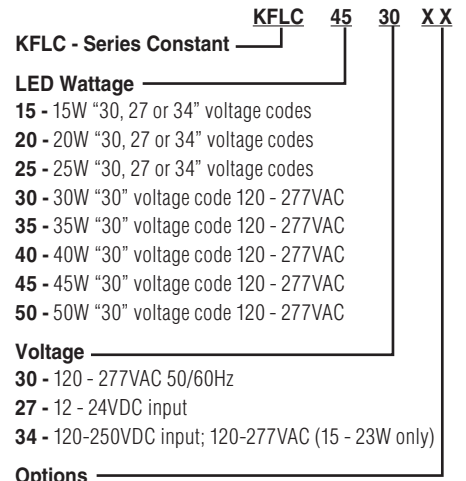 KFLC 45 30 X X
KFLC - Series Constant
LED Wattage
15 - 15W “30, 27 or 34” voltage codes
20 - 20W “30, 27 or 34” voltage codes
25 - 25W “30, 27 or 34” voltage codes
30 - 30W “30” voltage code 120 - 277VAC
35 - 35W “30” voltage code 120 - 277VAC
40 - 40W “30” voltage code 120 - 277VAC
45 - 45W “30” voltage code 120 - 277VAC
50 - 50W “30” voltage code 120 - 277VAC
Voltage
30 - 120 - 277VAC 50/60Hz
27 - 12 - 24VDC input
34 - 120-250VDC input; 120-277VAC (15 - 23W only)
Options